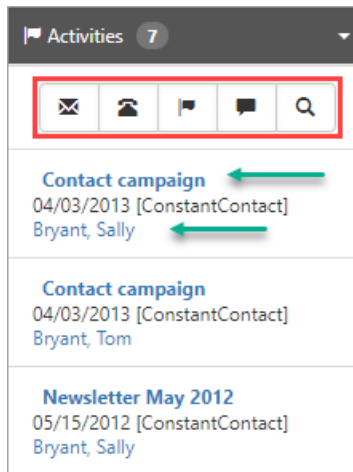 Activities 7
Contact campaign
04/03/2013 [ConstantContact]
Bryant, Sally
Contact campaign
04/03/2013 [ConstantContact]
Bryant, Tom
Newsletter May 2012
05/15/2012 [ConstantContact]
Bryant, Sally